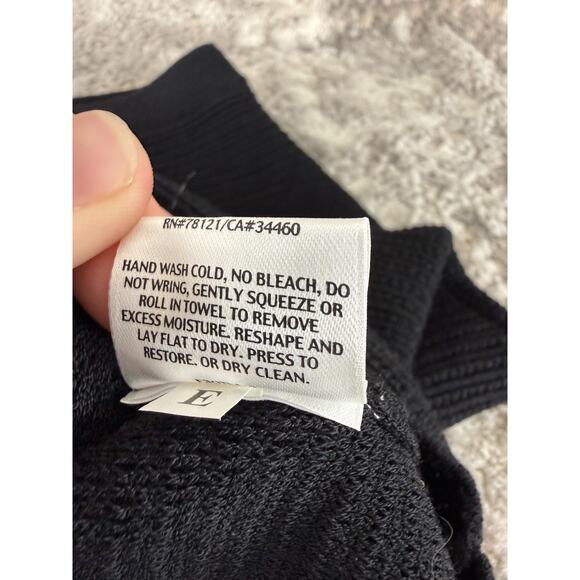 RN#78121/CA#34460
HAND WASH COLD, NO BLEACH, DO
NOT WRING, GENTLY SQUEEZE OR
ROLL IN TOWEL TO REMOVE
EXCESS MOISTURE. RESHAPE AND
LAY FLAT TO DRY. PRESS TO
RESTORE. OR DRY CLEAN.
E